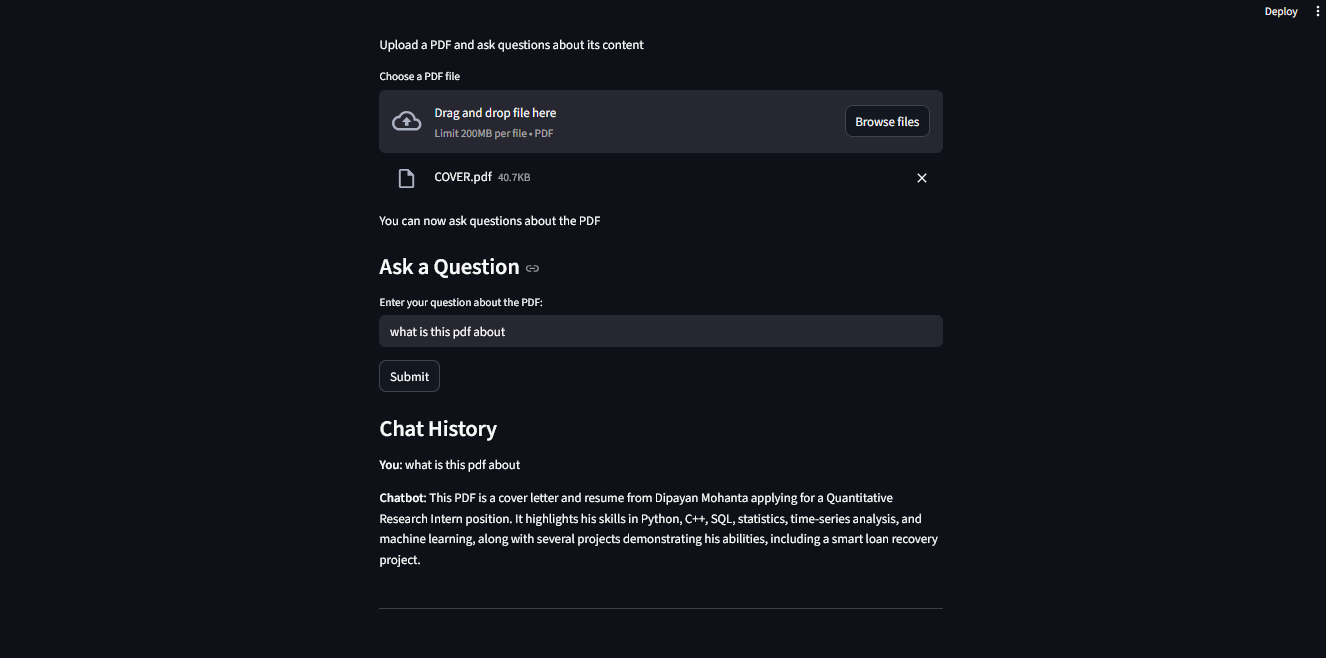 Deploy
Upload a PDF and ask questions about its content
Choose a PDF file
Drag and drop file here
Limit 200MB per file • PDF
Browse files
COVER.pdf 40.7KB
You can now ask questions about the PDF
Ask a Question
Enter your question about the PDF:
what is this pdf about
Submit
Chat History
You: what is this pdf about
Chatbot: This PDF is a cover letter and resume from Dipayan Mohanta applying for a Quantitative
Research Intern position. It highlights his skills in Python, C++, SQL, statistics, time-series analysis, and
machine learning, along with several projects demonstrating his abilities, including a smart loan recovery
project.